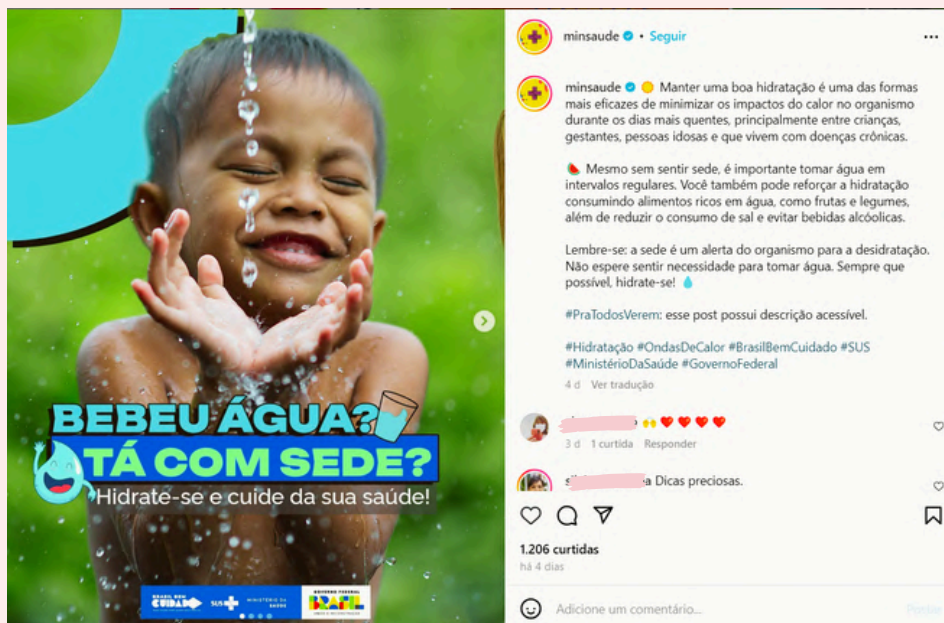 BEBEU ÁGUA?
TÁ COM SEDE?
Hidrate-se e cuide da sua saúde!
BRASIL BEM
CUIDADO
SUS
MINISTÉRIO DA
SAÚDE
GOVERNO FEDERAL
BRASIL
minsaude • Seguir
minsaude Manter uma boa hidratação é uma das formas
mais eficazes de minimizar os impactos do calor no organismo
durante os dias mais quentes, principalmente entre crianças,
gestantes, pessoas idosas e que vivem com doenças crônicas.
Mesmo sem sentir sede, é importante tomar água em
intervalos regulares. Você também pode reforçar a hidratação
consumindo alimentos ricos em água, como frutas e legumes,
além de reduzir o consumo de sal e evitar bebidas alcóolicas.
Lembre-se: a sede é um alerta do organismo para a desidratação.
Não espere sentir necessidade para tomar água. Sempre que
possível, hidrate-se!
#PraTodosVerem: esse post possui descrição acessível.
#Hidratação #OndasDeCalor #BrasilBemCuidado #SUS
#MinistérioDaSaúde #GovernoFederal
4 d Ver tradução
3 d 1 curtida Responder
Dicas preciosas.
1.206 curtidas
há 4 dias
Adicione um comentário...
Postar